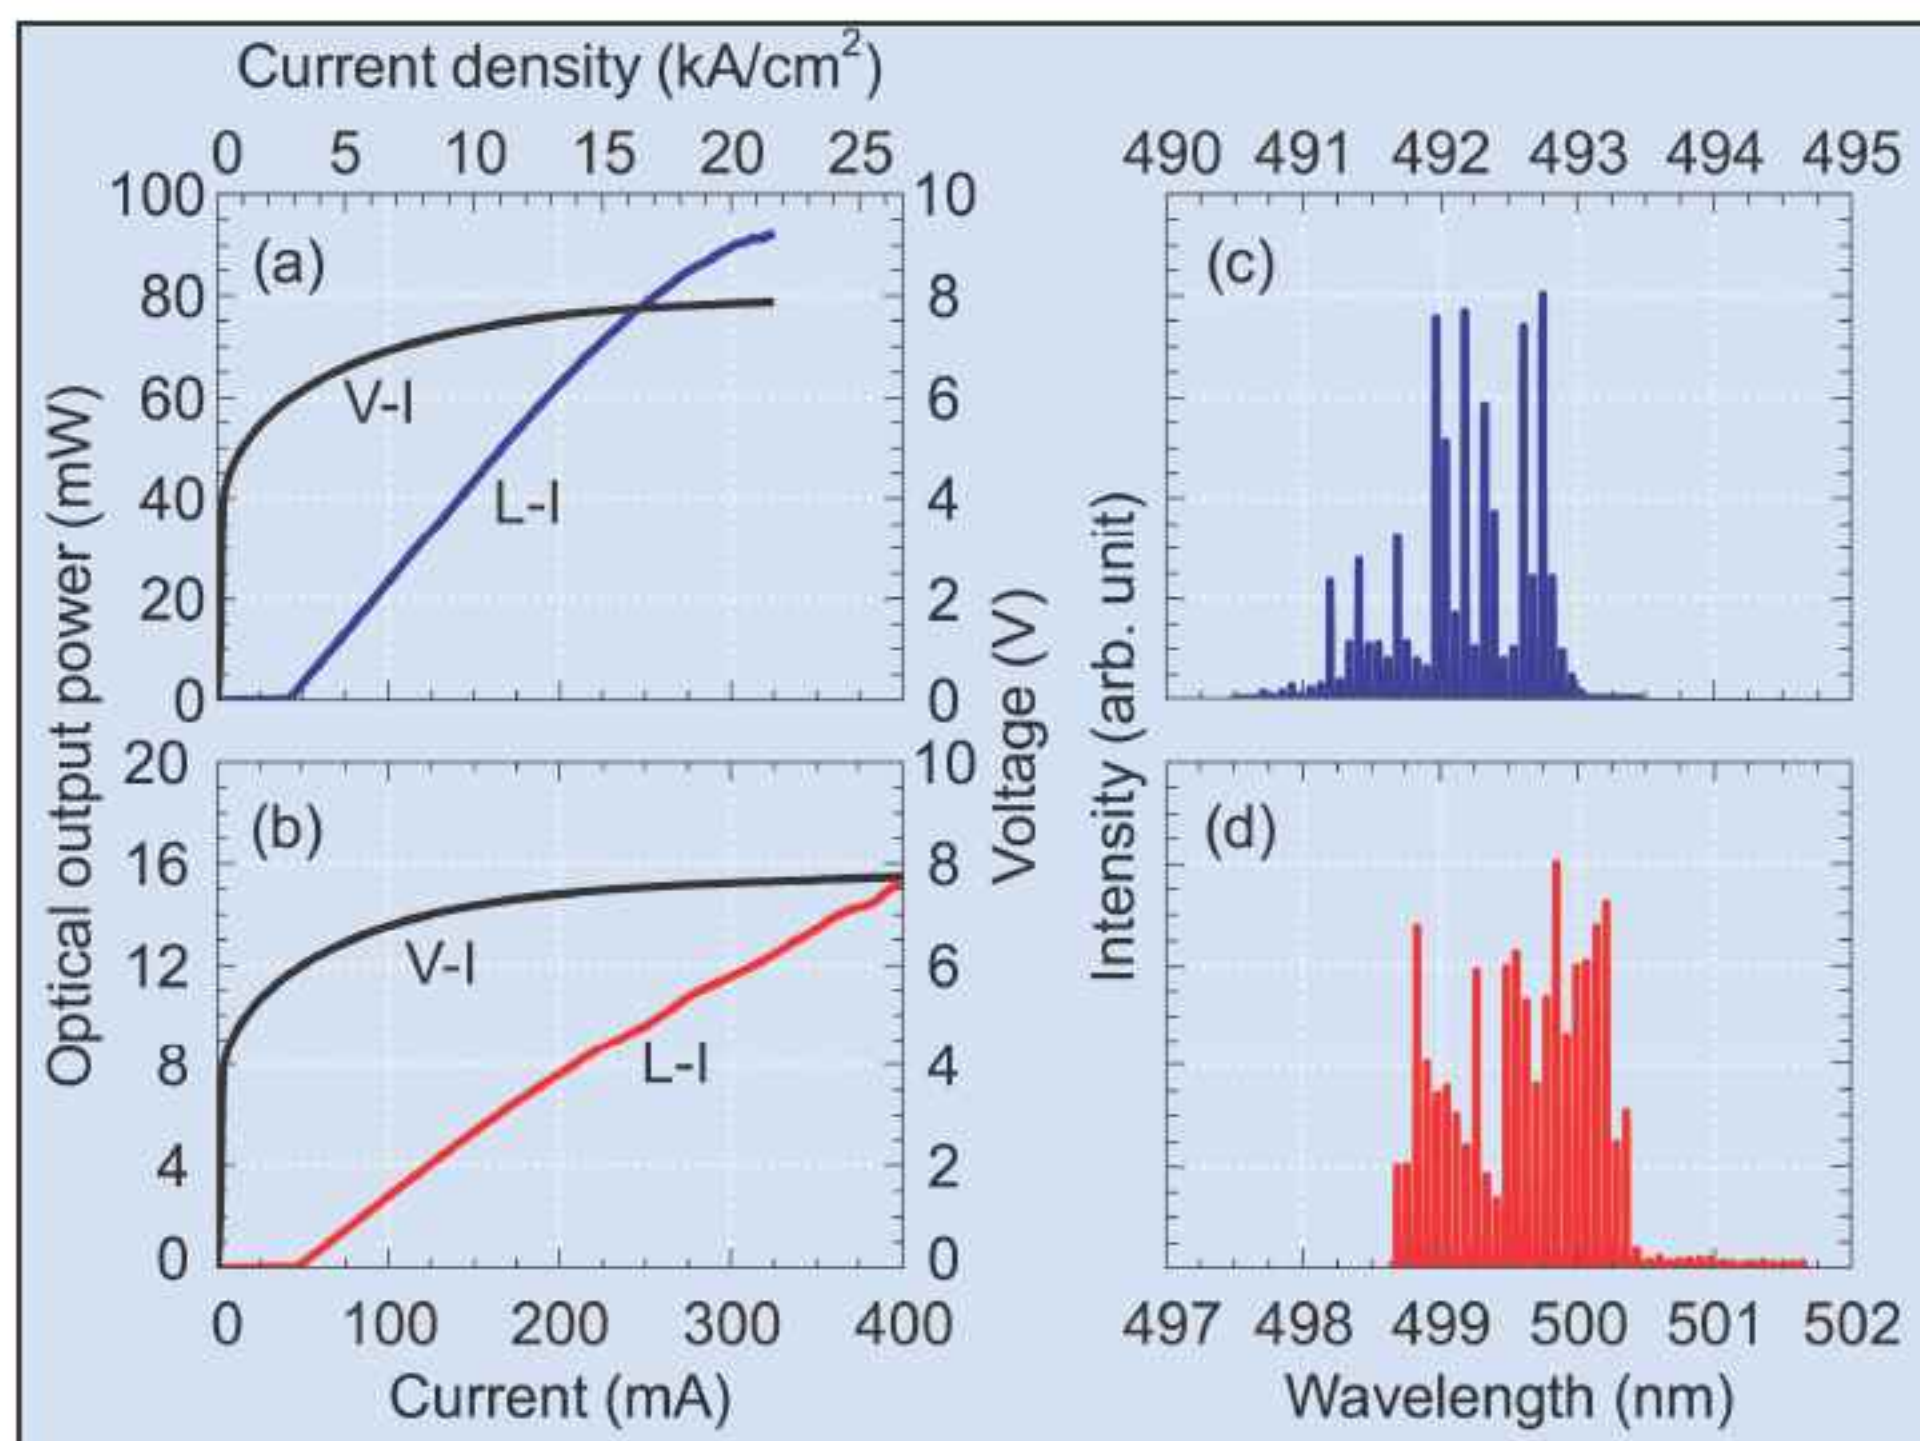 Current density (kA/cm²)
0 5 10 15 20 25
100 80 60 40 20 0
10 8 6 4 2 0
(a)
V-I
L-I
Optical output power (mW)
Voltage (V)
20 16 12 8 4 0
10 8 6 4 2 0
(b)
V-I
L-I
0 100 200 300 400
Current (mA)
490 491 492 493 494 495
(c)
Intensity (arb. unit)
(d)
497 498 499 500 501 502
Wavelength (nm)